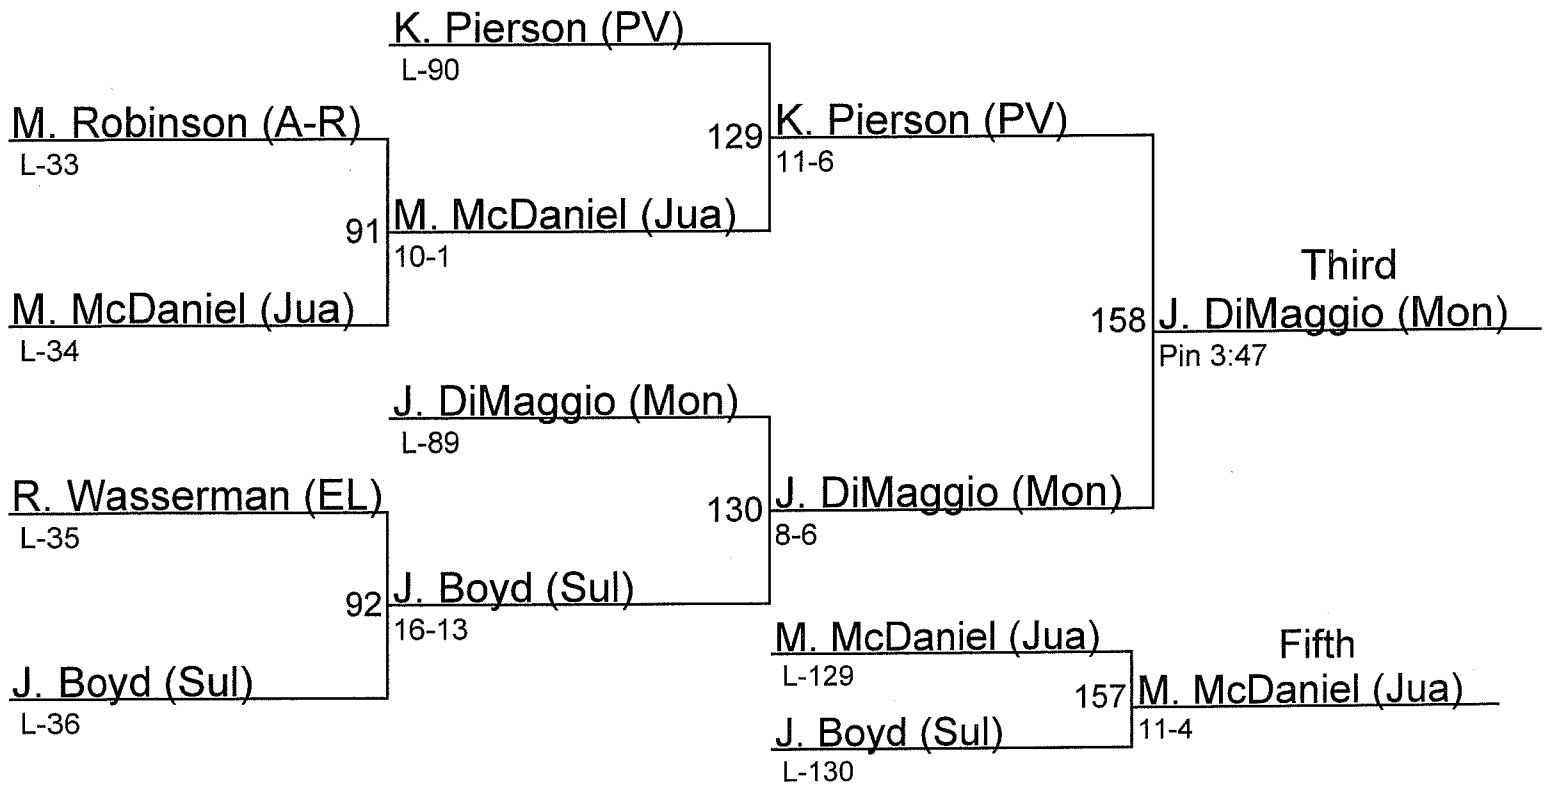 K. Pierson (PV)
L-90
M. Robinson (A-R)
L-33
129
K. Pierson (PV)
11-6
91
M. McDaniel (Jua)
10-1
M. McDaniel (Jua)
L-34
Third
158
J. DiMaggio (Mon)
Pin 3:47
J. DiMaggio (Mon)
L-89
R. Wasserman (EL)
L-35
130
J. DiMaggio (Mon)
8-6
92
J. Boyd (Sul)
16-13
J. Boyd (Sul)
L-36
M. McDaniel (Jua)
L-129
Fifth
157
M. McDaniel (Jua)
11-4
J. Boyd (Sul)
L-130